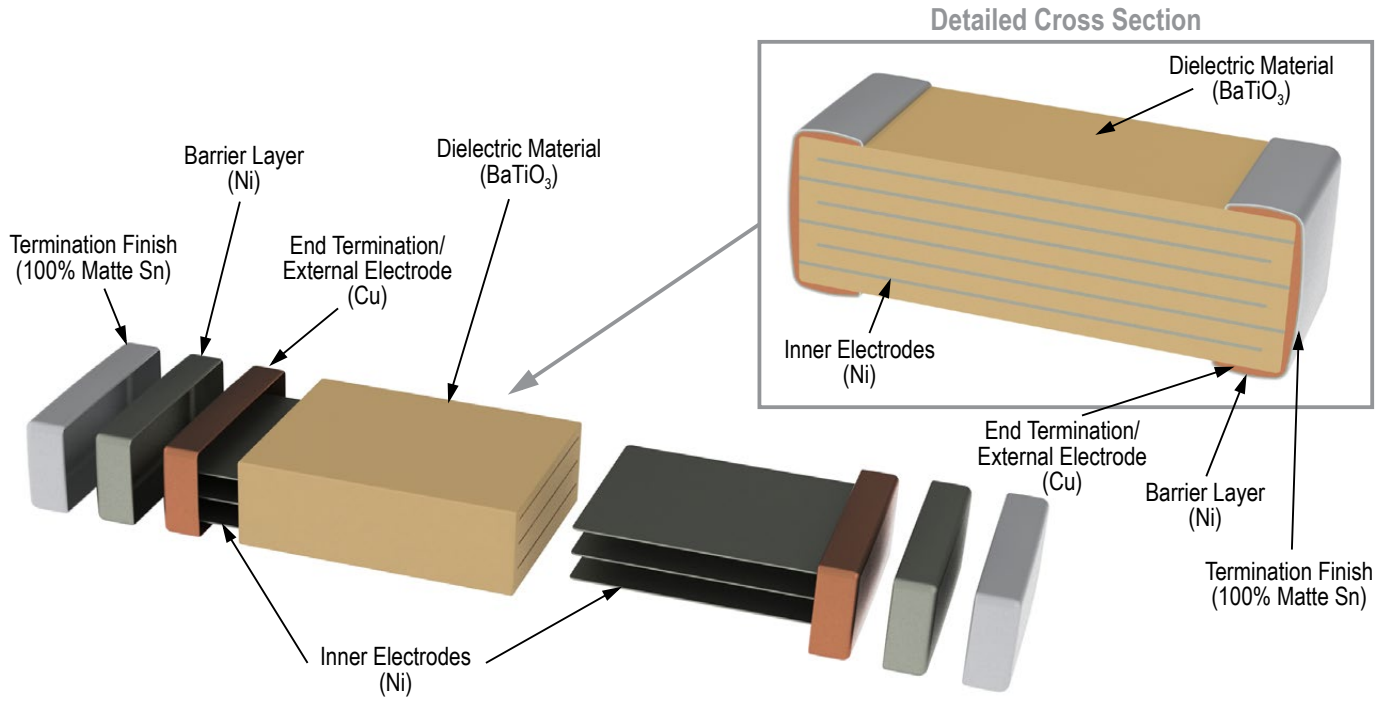 Detailed Cross Section
Dielectric Material
(BaTiO₃)
Inner Electrodes
(Ni)
End Termination/
External Electrode
(Cu)
Barrier Layer
(Ni)
Termination Finish
(100% Matte Sn)
Termination Finish
(100% Matte Sn)
Barrier Layer
(Ni)
End Termination/
External Electrode
(Cu)
Dielectric Material
(BaTiO₃)
Inner Electrodes
(Ni)